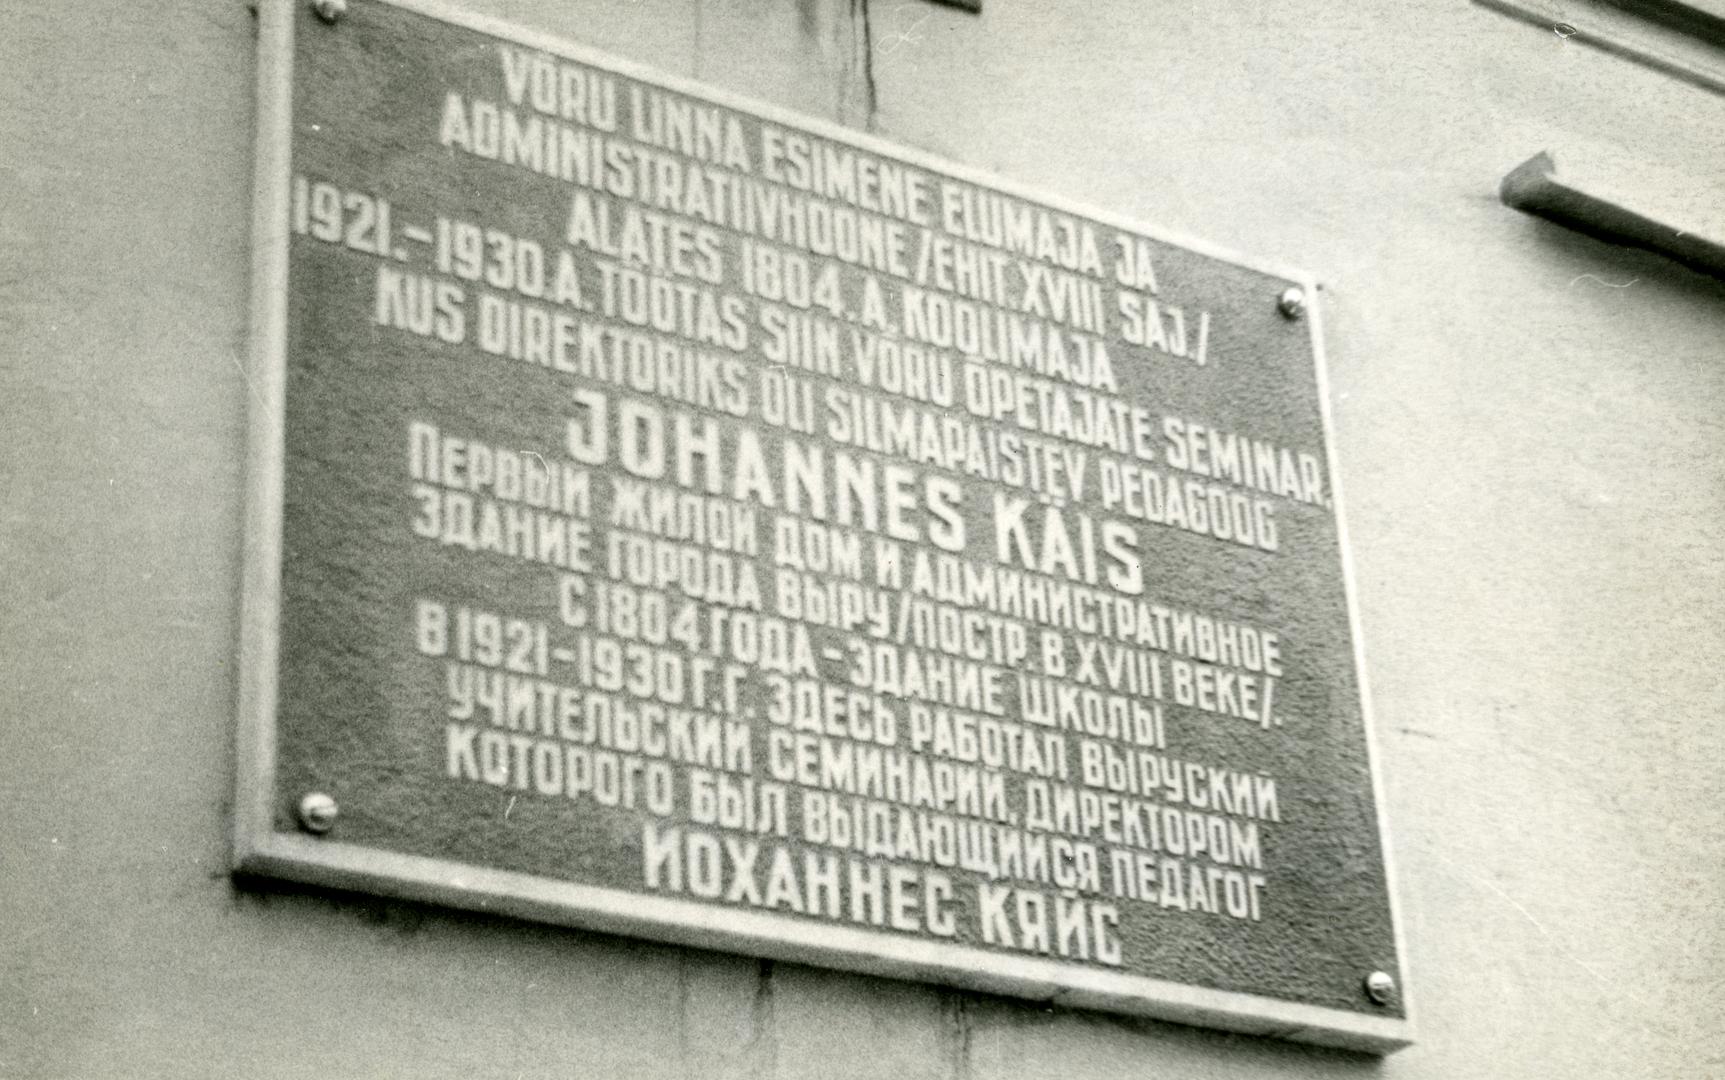 VÕRU LINNA ESIMENE ELUMAJA JA
ADMINISTRATIIVHOONE /EHIT. XVIII SAJ./
ALATES 1804. A. KOOLIMAJA
1921.-1930.A. TÖÖTAS SIIN VÕRU ÕPETAJATE SEMINAR,
KUS DIREKTORIKS OLI SILMAPAISTEV PEDAGOOG
JOHANNES KÄIS
ПЕРВЫЙ ЖИЛОЙ ДОМ И АДМИНИСТРАТИВНОЕ
ЗДАНИЕ ГОРОДА ВЫРУ /ПОСТР. В XVIII ВЕКЕ/.
С 1804 ГОДА - ЗДАНИЕ ШКОЛЫ
В 1921-1930 Г.Г. ЗДЕСЬ РАБОТАЛ ВЫРУСКИЙ
УЧИТЕЛЬСКИЙ СЕМИНАРИЙ, ДИРЕКТОРОМ
КОТОРОГО БЫЛ ВЫДАЮЩИЙСЯ ПЕДАГОГ
ЙОХАННЕС КЯЙС